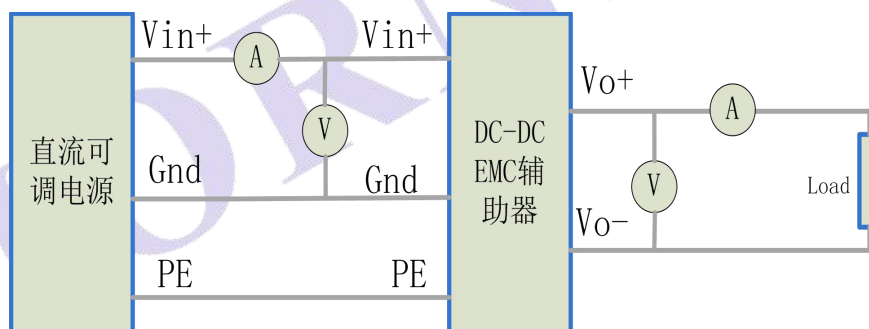 Vin+
A
Vin+
V
直流可
调电源
Gnd
Gnd
PE
PE
DC-DC
EMC辅
助器
Vo+
A
V
Load
Vo-